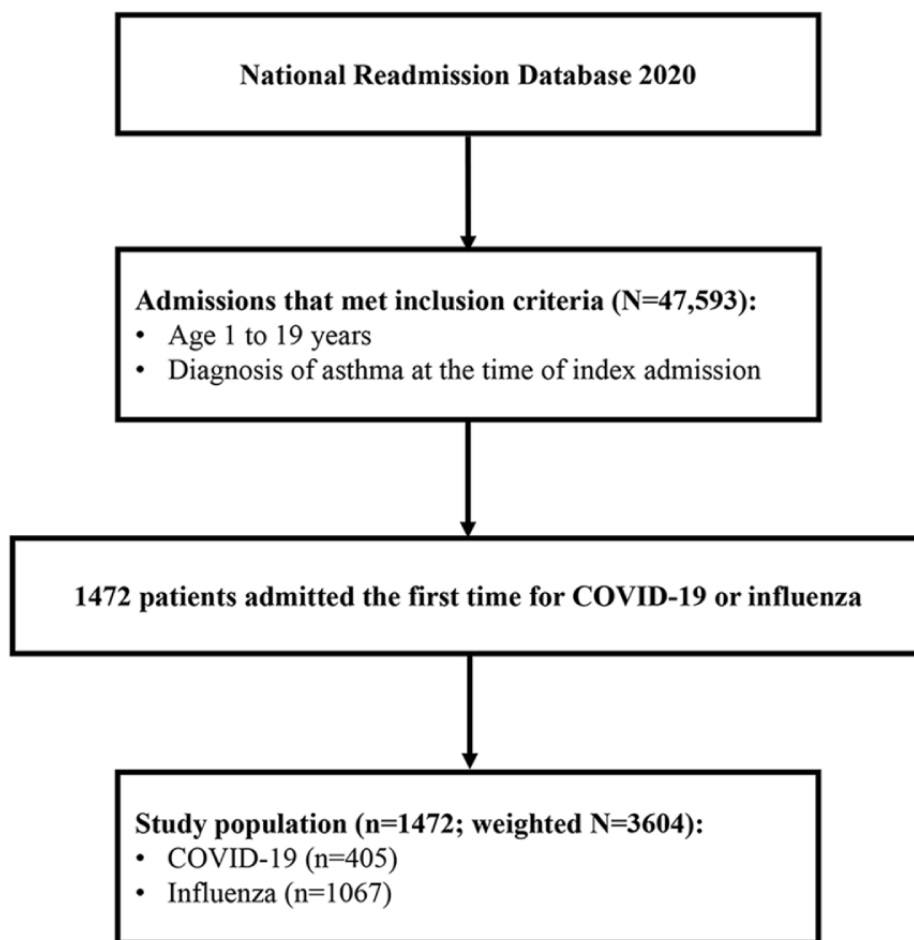 National Readmission Database 2020
Admissions that met inclusion criteria (N=47,593):
• Age 1 to 19 years
• Diagnosis of asthma at the time of index admission
1472 patients admitted the first time for COVID-19 or influenza
Study population (n=1472; weighted N=3604):
• COVID-19 (n=405)
• Influenza (n=1067)